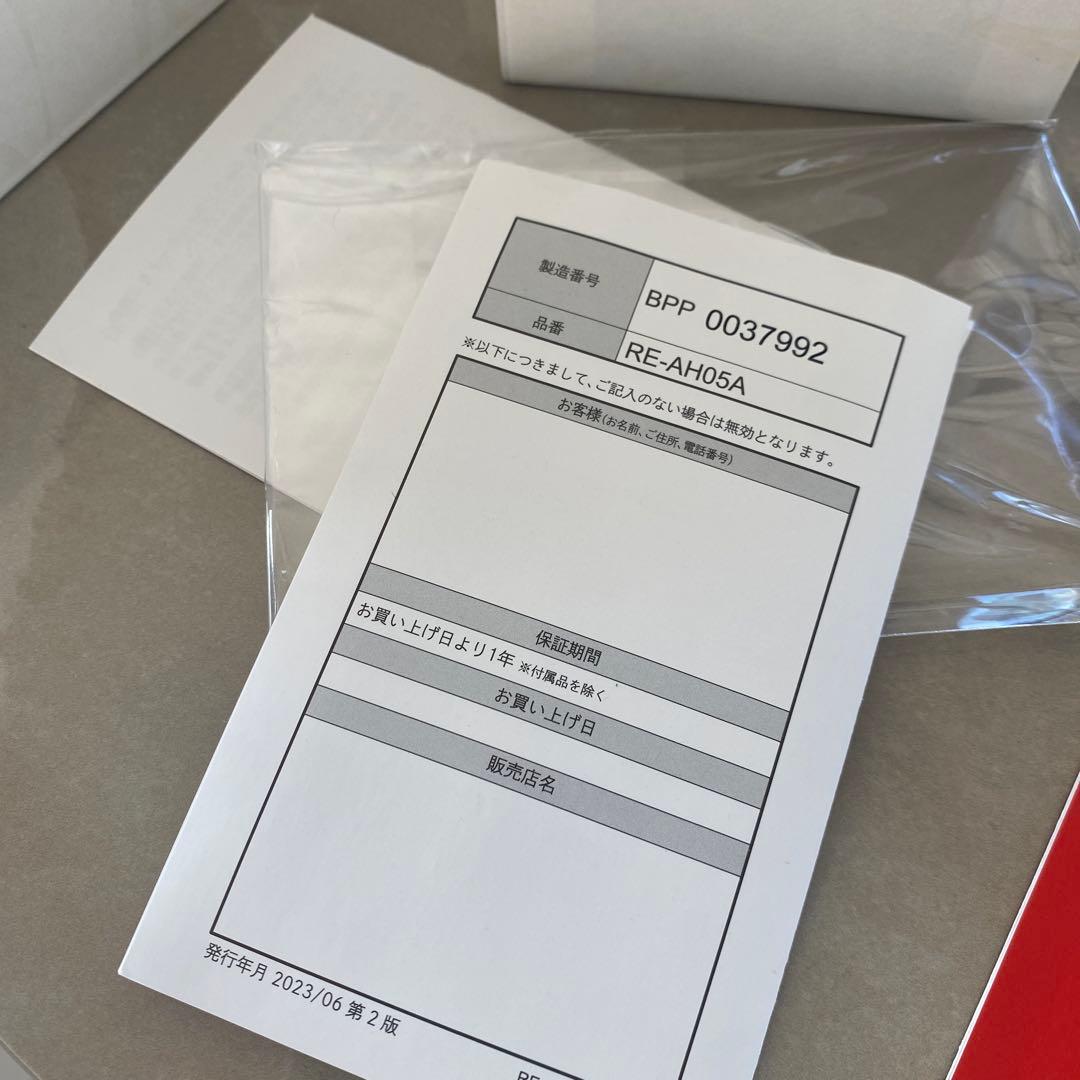 製造番号 BPP 0037992
品番 RE-AH05A
※以下につきまして、ご記入のない場合は無効となります。
お客様(お名前、ご住所、電話番号)
保証期間
お買い上げ日より1年 ※付属品を除く
お買い上げ日
販売店名
発行年月 2023/06 第2版
RE